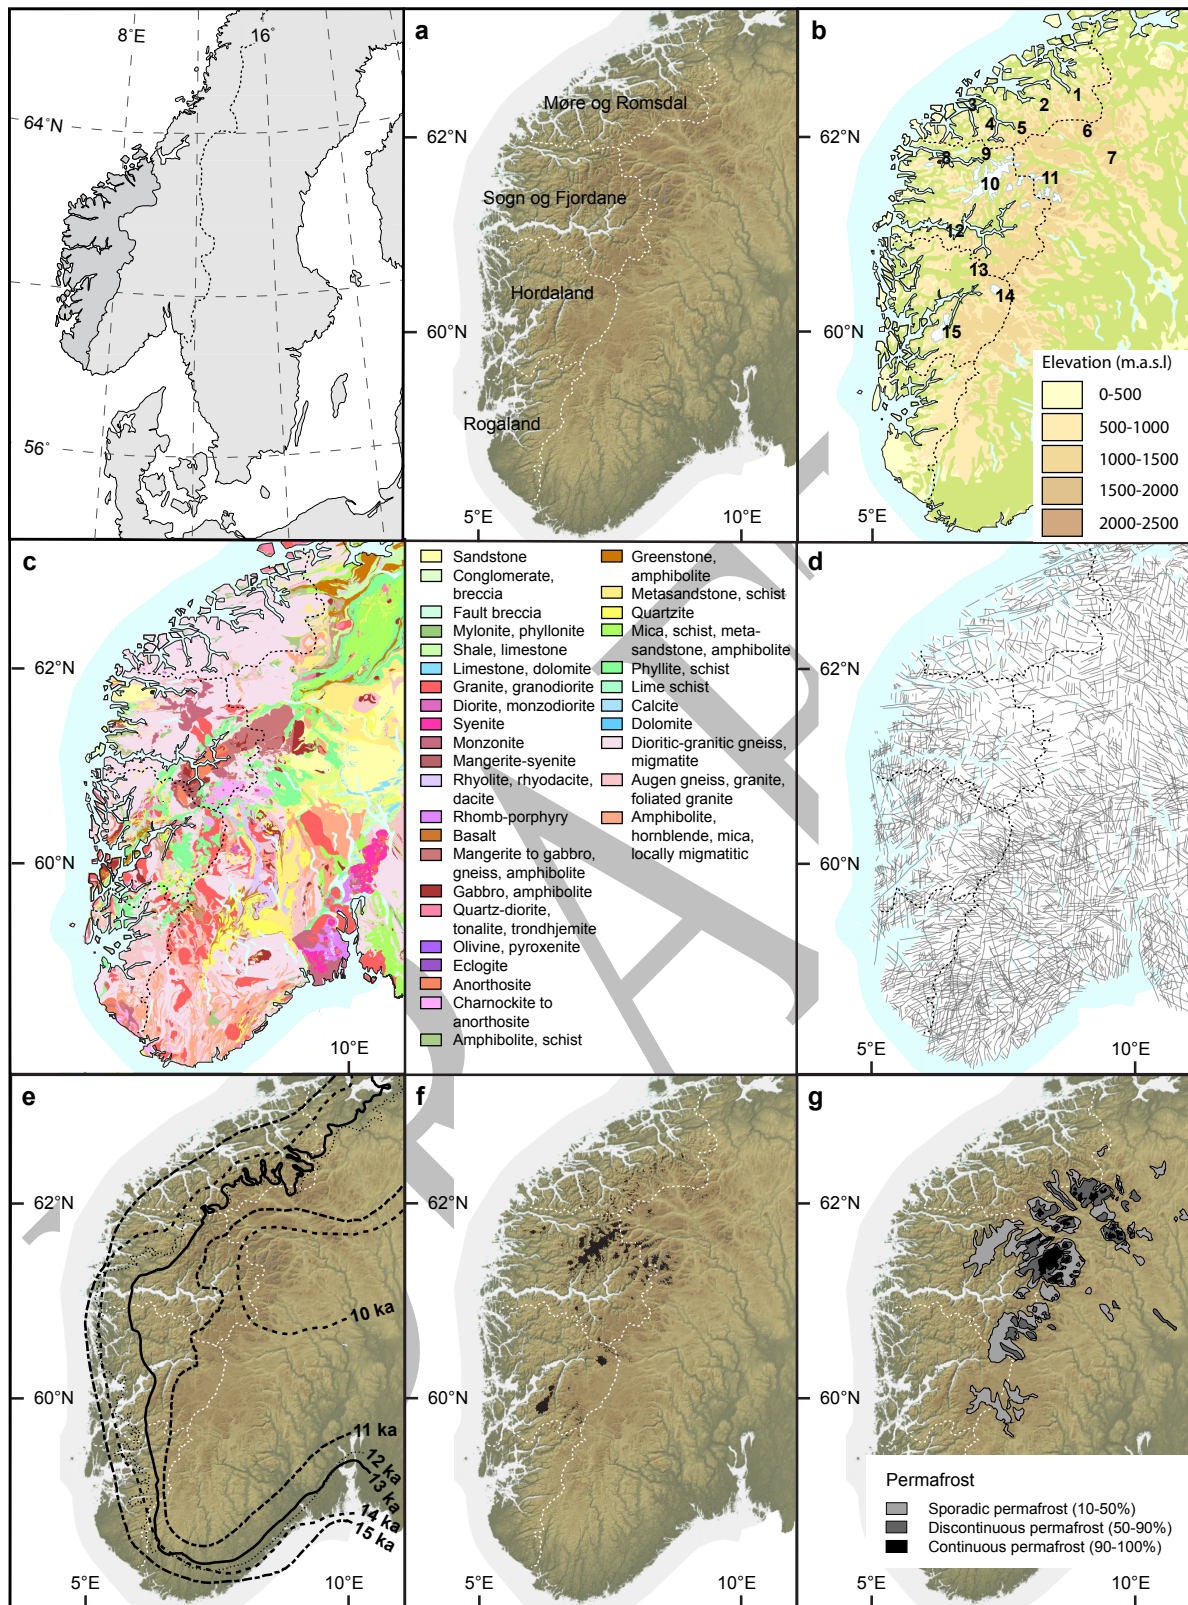 8°E
16°
64°N
56°
a
Møre og Romsdal
62°N
Sogn og Fjordane
Hordaland
60°N
Rogaland
5°E
10°E
b
1
2
3
4
5
6
7
8
9
10
11
12
13
14
15
62°N
60°N
5°E
Elevation (m.a.s.l)
0-500
500-1000
1000-1500
1500-2000
2000-2500
c
62°N
60°N
10°E
Sandstone
Conglomerate,
breccia
Fault breccia
Mylonite, phyllonite
Shale, limestone
Limestone, dolomite
Granite, granodiorite
Diorite, monzodiorite
Syenite
Monzonite
Mangerite-syenite
Rhyolite, rhyodacite,
dacite
Rhomb-porphyry
Basalt
Mangerite to gabbro,
gneiss, amphibolite
Gabbro, amphibolite
Quartz-diorite,
tonalite, trondhjemite
Olivine, pyroxenite
Eclogite
Anorthosite
Charnockite to
anorthosite
Amphibolite, schist
Greenstone,
amphibolite
Metasandstone, schist
Quartzite
Mica, schist, meta-
sandstone, amphibolite
Phyllite, schist
Lime schist
Calcite
Dolomite
Dioritic-granitic gneiss,
migmatite
Augen gneiss, granite,
foliated granite
Amphibolite,
hornblende, mica,
locally migmatitic
d
62°N
60°N
5°E
10°E
e
62°N
60°N
10 ka
11 ka
12 ka
13 ka
14 ka
15 ka
5°E
10°E
f
62°N
60°N
5°E
10°E
g
62°N
60°N
Permafrost
Sporadic permafrost (10-50%)
Discontinuous permafrost (50-90%)
Continuous permafrost (90-100%)
5°E
10°E